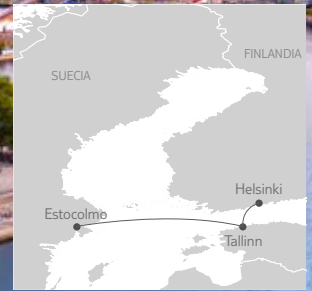 FINLANDIA
SUECIA
Helsinki
Estocolmo
Tallinn